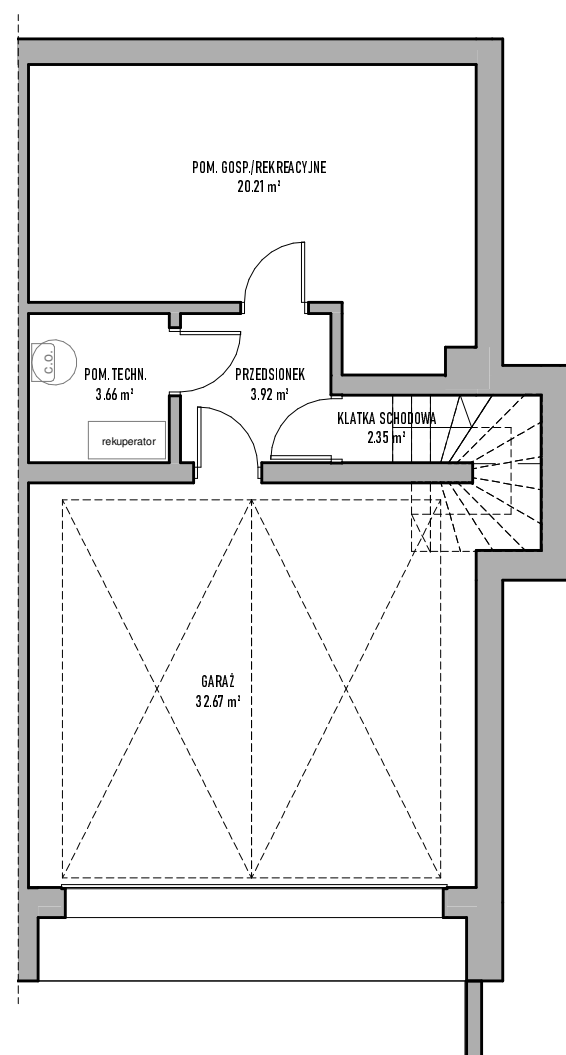 POM. GOSP./REKREACYJNE
20.21 m²
C.O.
POM. TECHN.
3.66 m²
PRZEDSIONEK
3.92 m²
KLATKA SCHODOWA
2.35 m²
rekuperator
GARAŻ
32.67 m²